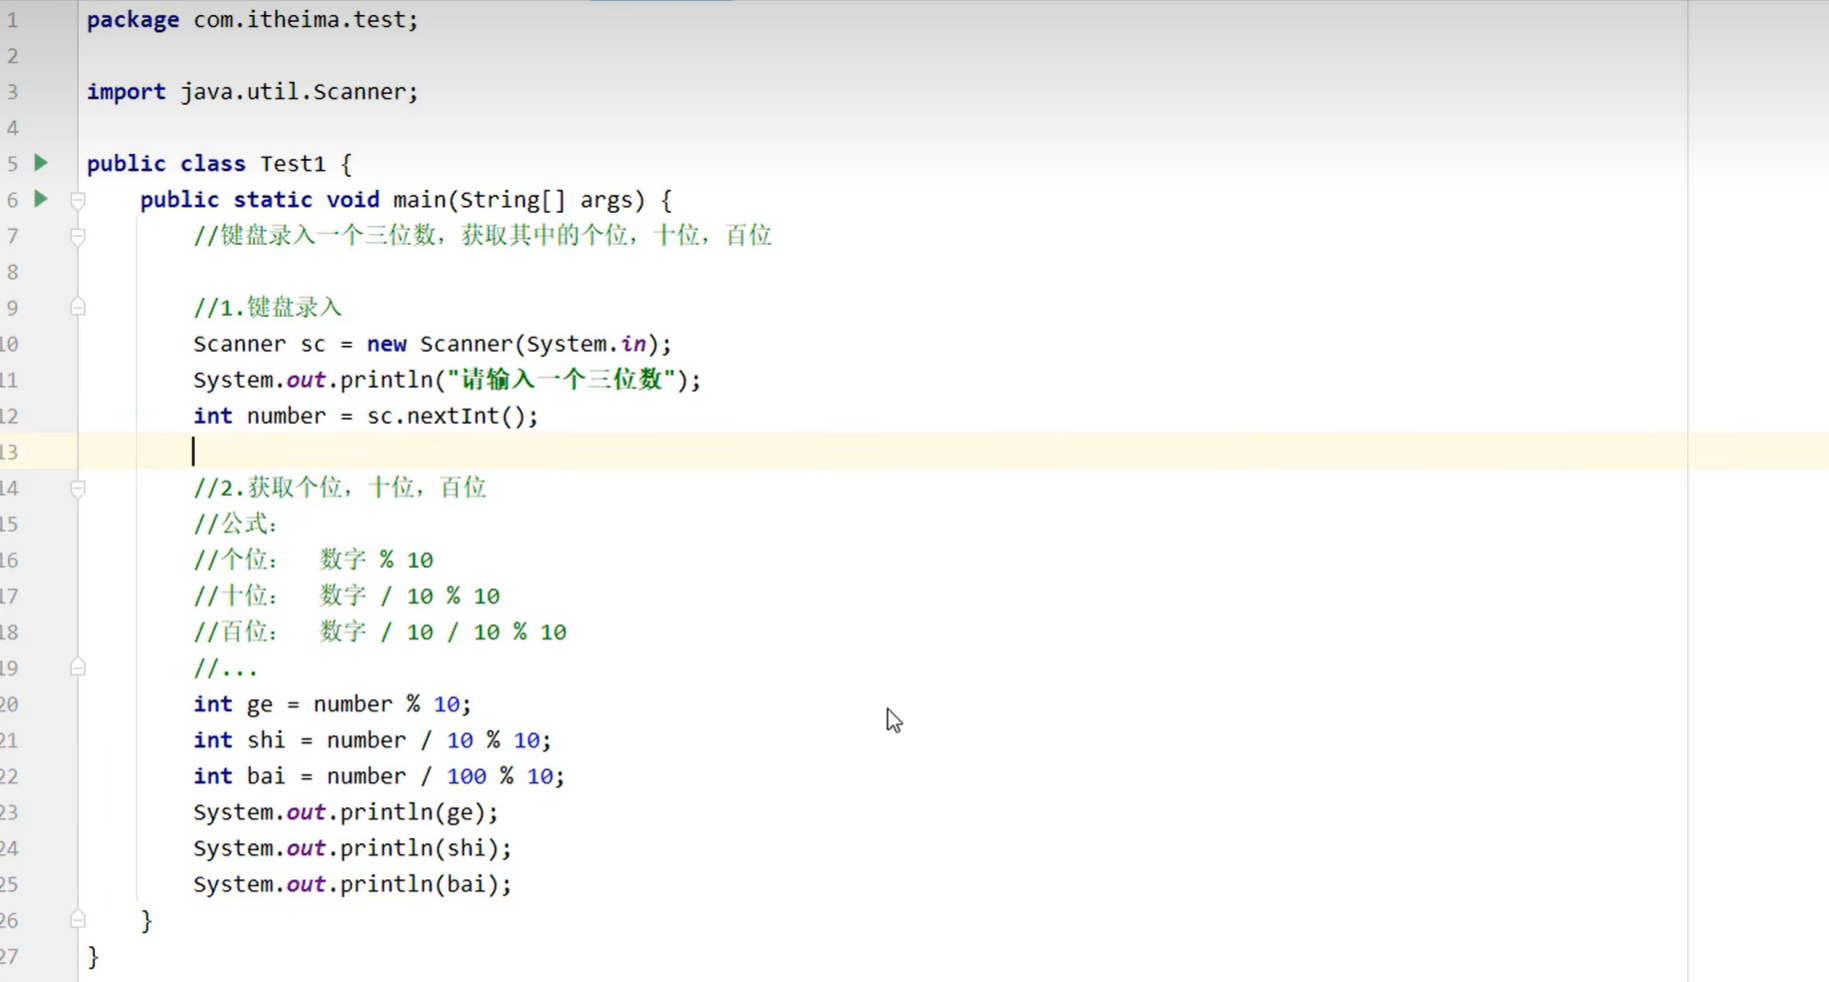 1 package com.itheima.test;
2
3 import java.util.Scanner;
4
5 public class Test1 {
6 public static void main(String[] args) {
7 //键盘录入一个三位数，获取其中的个位，十位，百位
8
9 //1.键盘录入
10 Scanner sc = new Scanner(System.in);
11 System.out.println("请输入一个三位数");
12 int number = sc.nextInt();
13
14 //2.获取个位，十位，百位
15 //公式：
16 //个位： 数字 % 10
17 //十位： 数字 / 10 % 10
18 //百位： 数字 / 10 / 10 % 10
19 //...
20 int ge = number % 10;
21 int shi = number / 10 % 10;
22 int bai = number / 100 % 10;
23 System.out.println(ge);
24 System.out.println(shi);
25 System.out.println(bai);
26 }
27 }